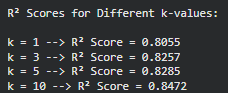 R² Scores for Different k-values:
k = 1 --> R² Score = 0.8055
k = 3 --> R² Score = 0.8257
k = 5 --> R² Score = 0.8285
k = 10 --> R² Score = 0.8472